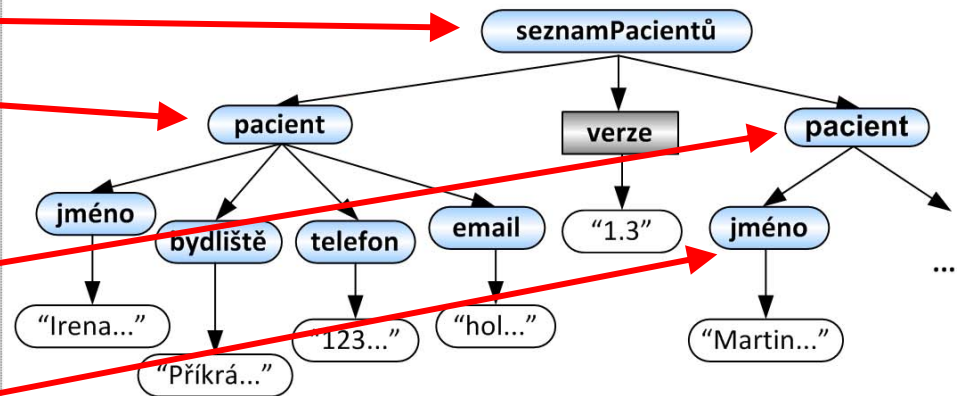 seznamPacientů
pacient
verze
pacient
jméno
bydliště
telefon
email
“1.3”
jméno
...
“Irena...”
“Příkrá...”
“123...”
“hol...”
“Martin...”